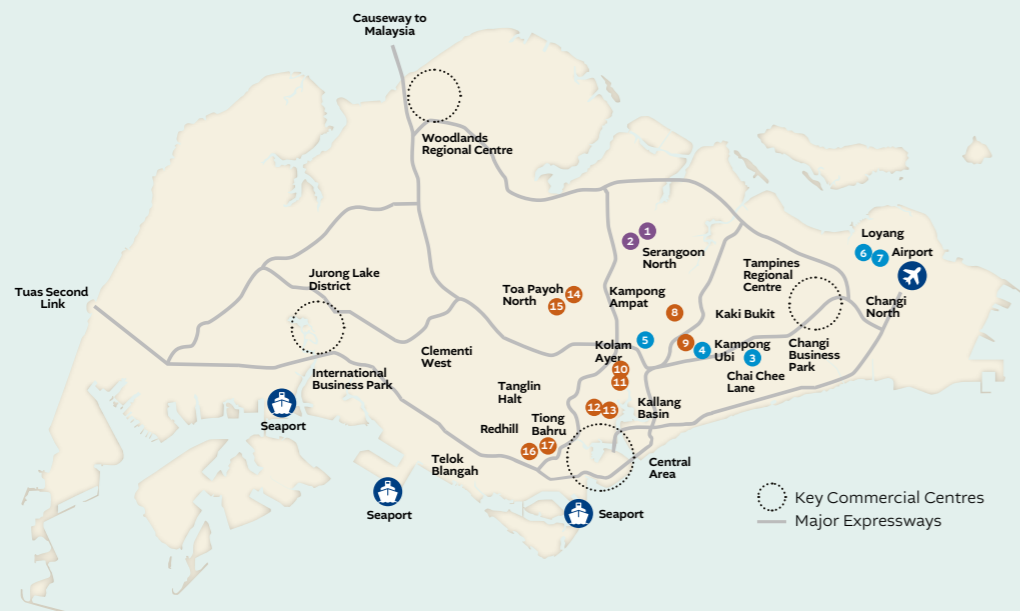 Causeway to
Malaysia
Woodlands
Regional Centre
Loyang
6
7
Airport
1
2
Serangoon
North
Tampines
Regional
Centre
Changi
North
Jurong Lake
District
Tuas Second
Link
Toa Payoh
North
14
15
Kampong
Ampat
8
Kaki Bukit
Kolam
Ayer
5
9
4
Kampong
Ubi
3
Changi
Business
Park
Chai Chee
Lane
Clementi
West
International
Business Park
10
11
Tanglin
Halt
12
13
Kallang
Basin
Seaport
Redhill
Tiong
Bahru
16
17
Telok
Blangah
Central
Area
Seaport
Seaport
Key Commercial Centres
Major Expressways